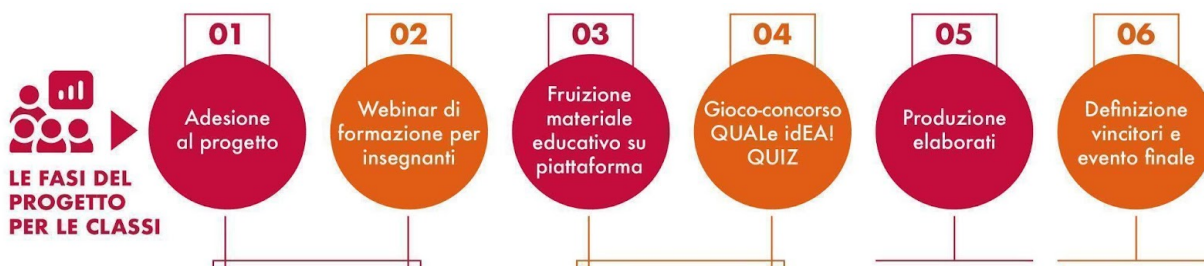 LE FASI DEL
PROGETTO
PER LE CLASSI
01
Adesione
al progetto
02
Webinar di
formazione per
insegnanti
03
Fruizione
materiale
educativo su
piattaforma
04
Gioco-concorso
QUALe idEA!
QUIZ
05
Produzione
elaborati
06
Definizione
vincitori e
evento finale